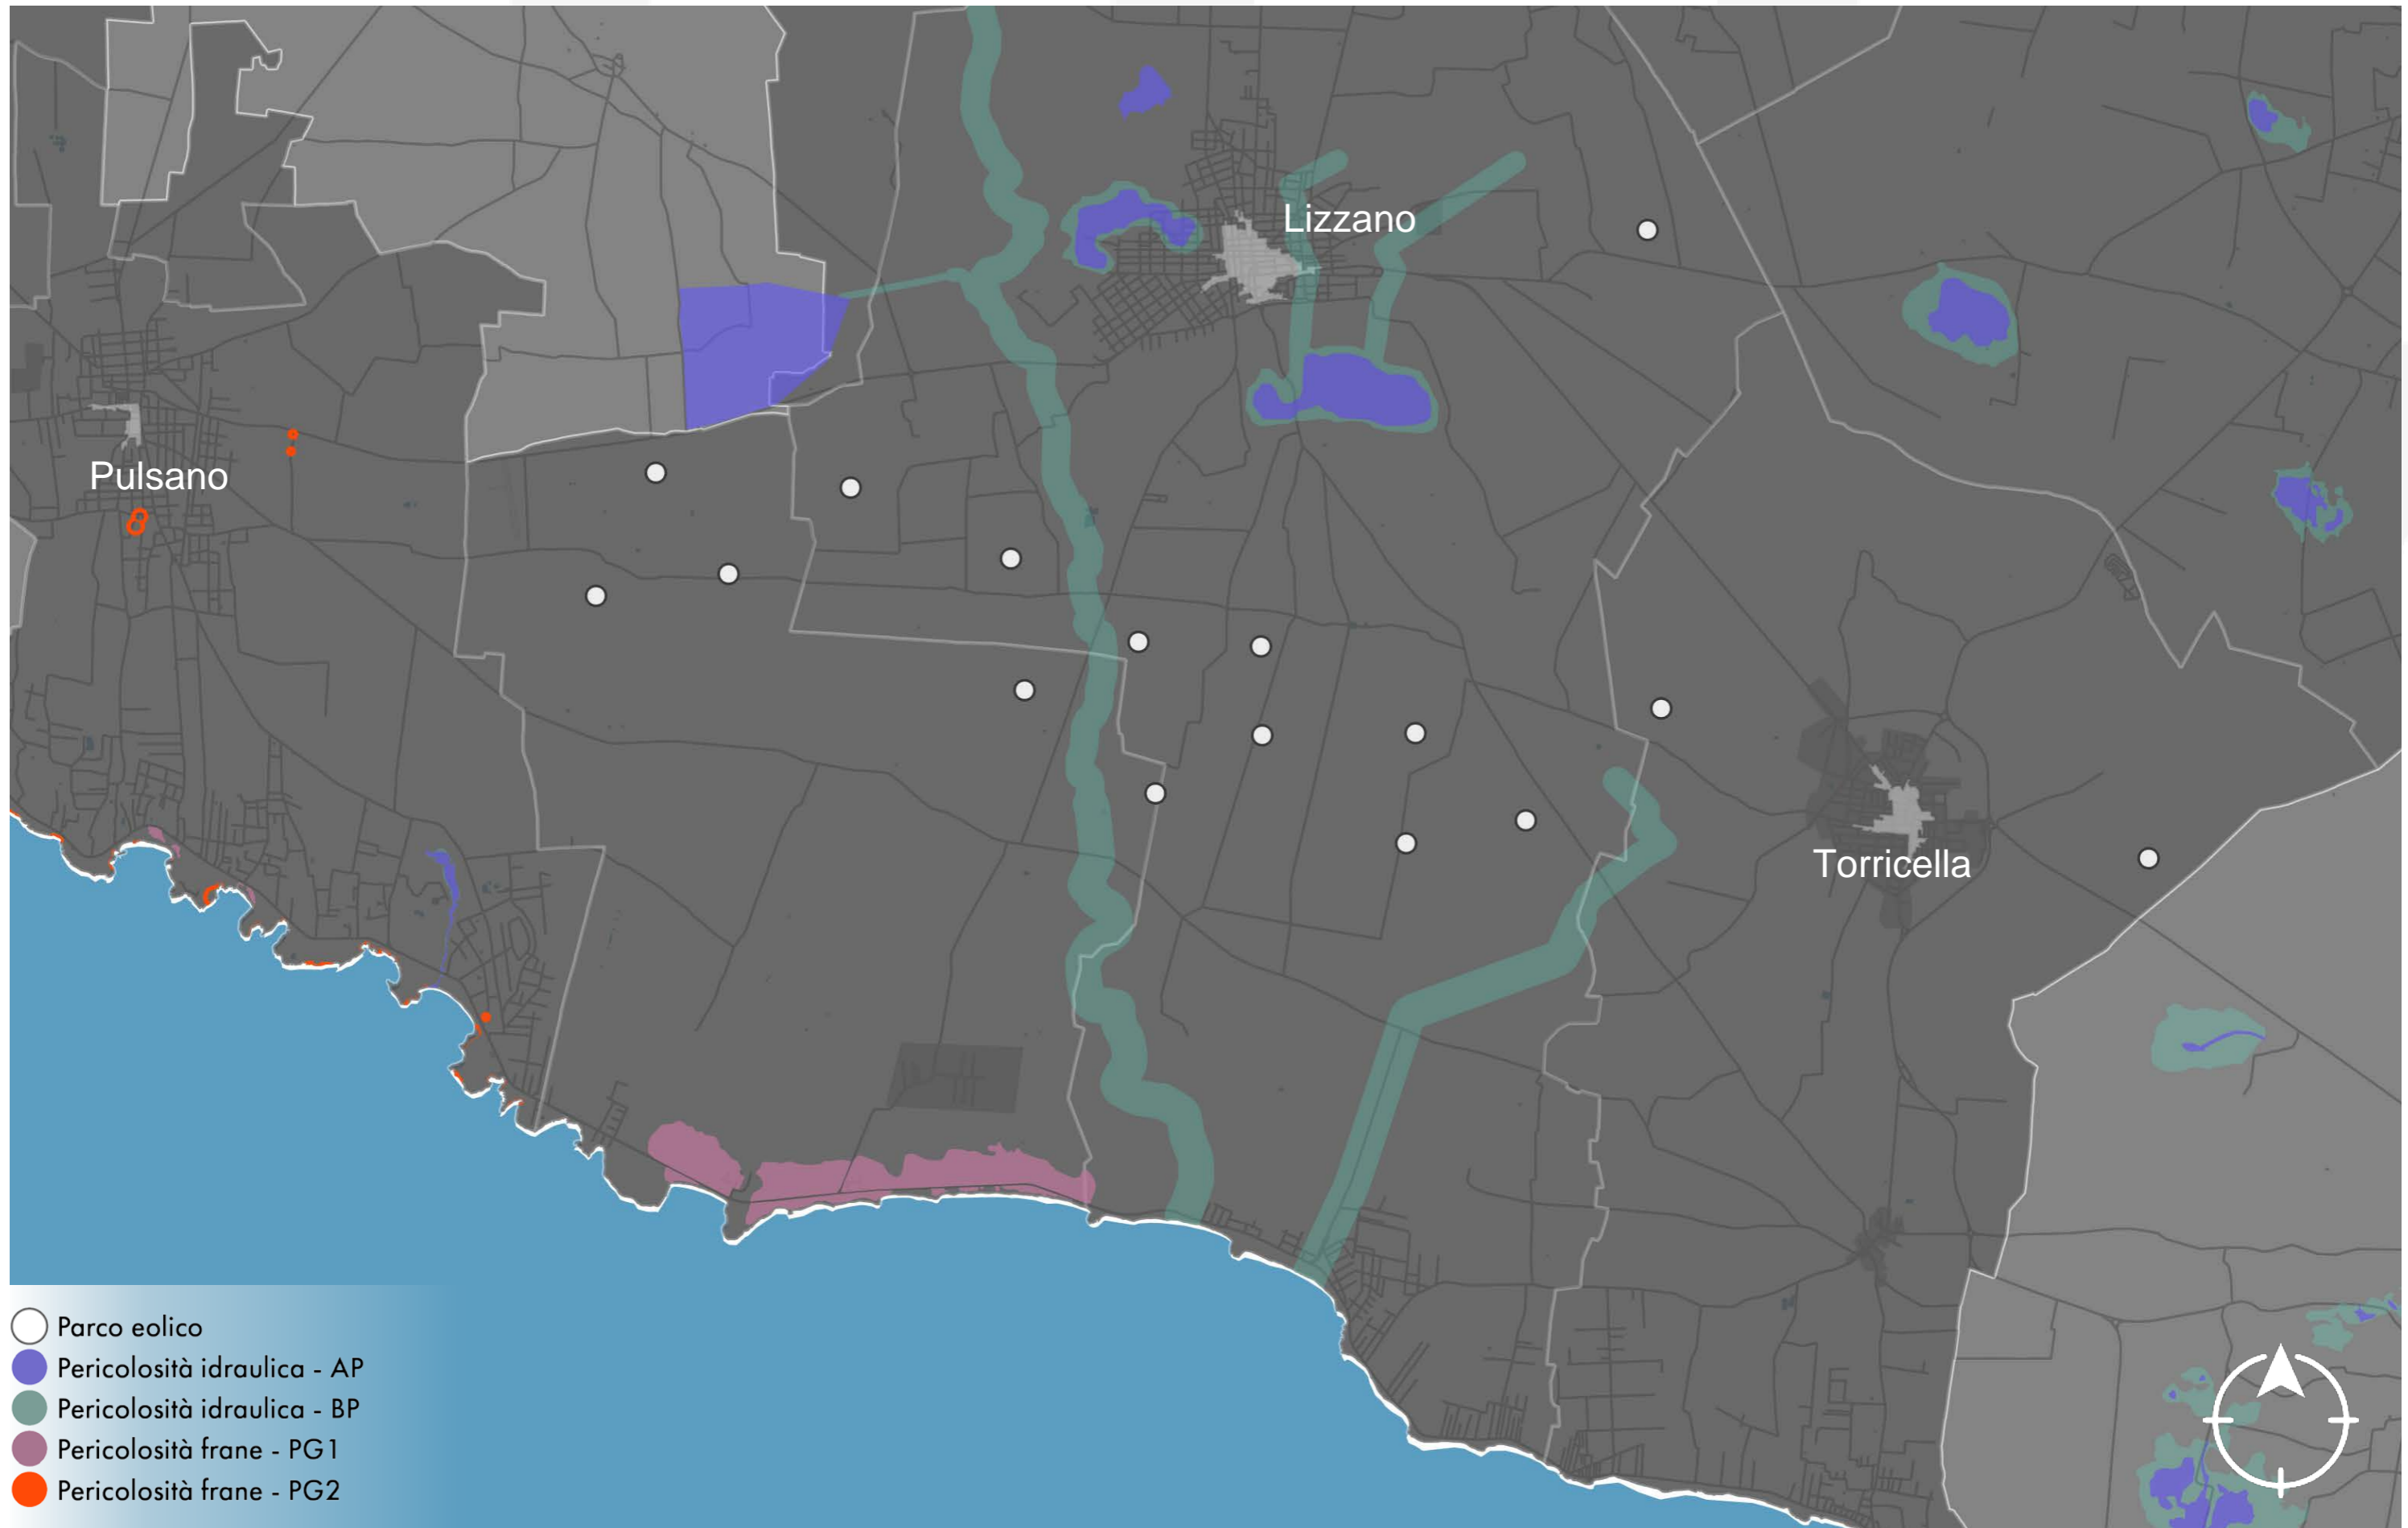 Lizzano
Pulsano
Torricella
Parco eolico
Pericolosità idraulica - AP
Pericolosità idraulica - BP
Pericolosità frane - PG1
Pericolosità frane - PG2